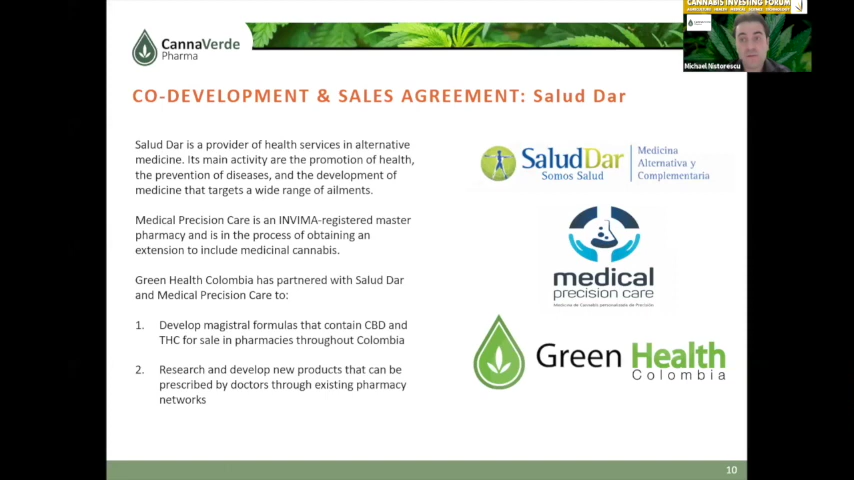 CANNABIS INVESTING FORUM
CannaVerde
Pharma
Michael Nistorescu
CO-DEVELOPMENT & SALES AGREEMENT: Salud Dar
Salud Dar is a provider of health services in alternative
medicine. Its main activity are the promotion of health,
the prevention of diseases, and the development of
medicine that targets a wide range of ailments.
Medical Precision Care is an INVIMA-registered master
pharmacy and is in the process of obtaining an
extension to include medicinal cannabis.
Green Health Colombia has partnered with Salud Dar
and Medical Precision Care to:
1. Develop magistral formulas that contain CBD and
THC for sale in pharmacies throughout Colombia
2. Research and develop new products that can be
prescribed by doctors through existing pharmacy
networks
SaludDar
Somos Salud
Medicina
Alternativa y
Complementaria
medical
precision care
Medicina de Cannabis personalizada de Precisión
Green Health
Colombia
10